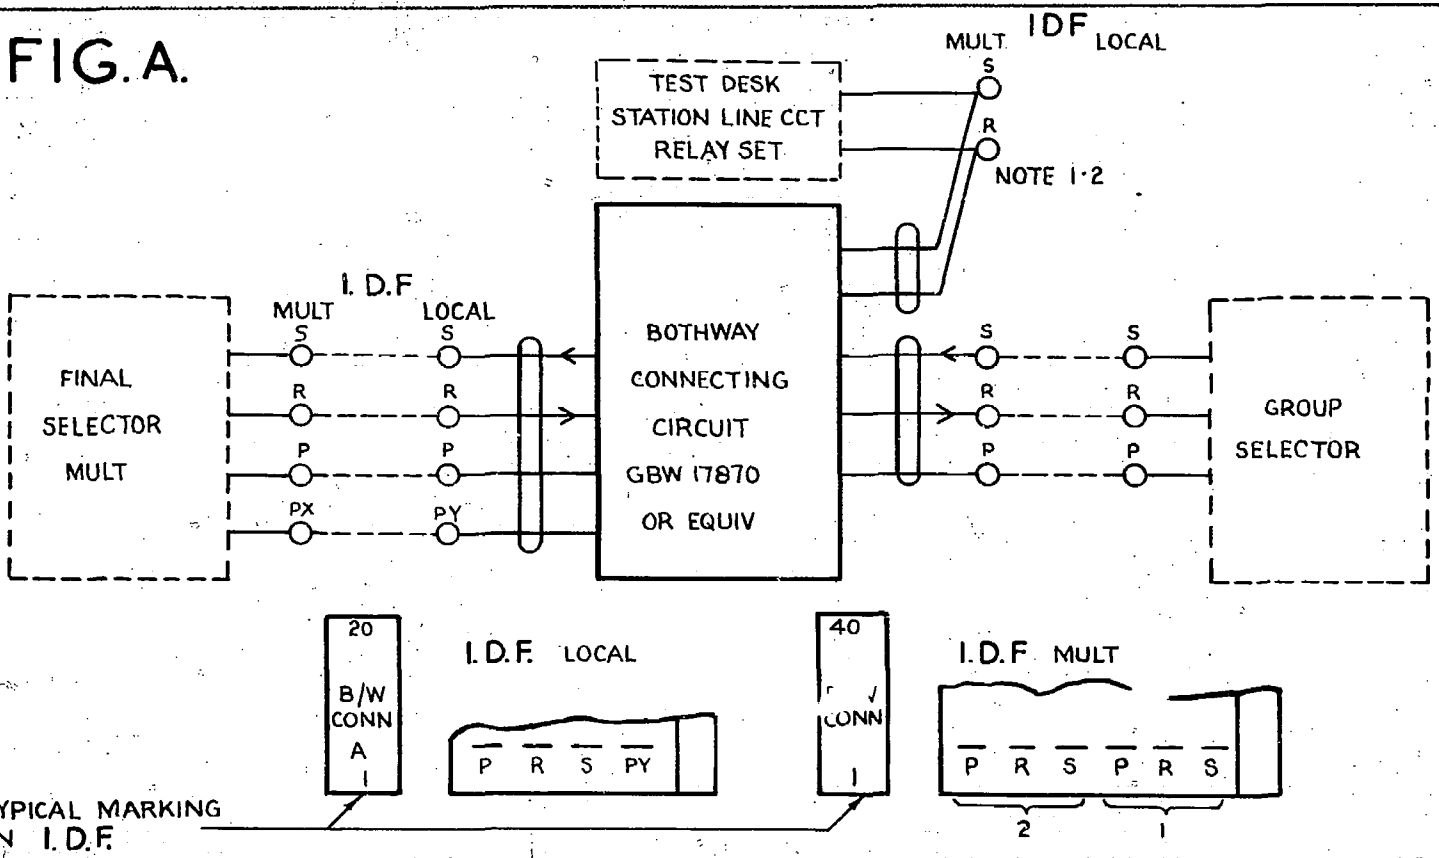 FIG. A.
IDF
MULT LOCAL
S
R
NOTE 1·2
TEST DESK
STATION LINE CCT
RELAY SET
I.D.F
MULT LOCAL
S S
R R
P P
PX PY
FINAL
SELECTOR
MULT
BOTHWAY
CONNECTING
CIRCUIT
GBW 17870
OR EQUIV
S S
R R
P P
GROUP
SELECTOR
20
B/W
CONN
A
1
I.D.F. LOCAL
P R S PY
40
CONN
1
I.D.F MULT
P R S P R S
2 1
YPICAL MARKING
N I.D.F.